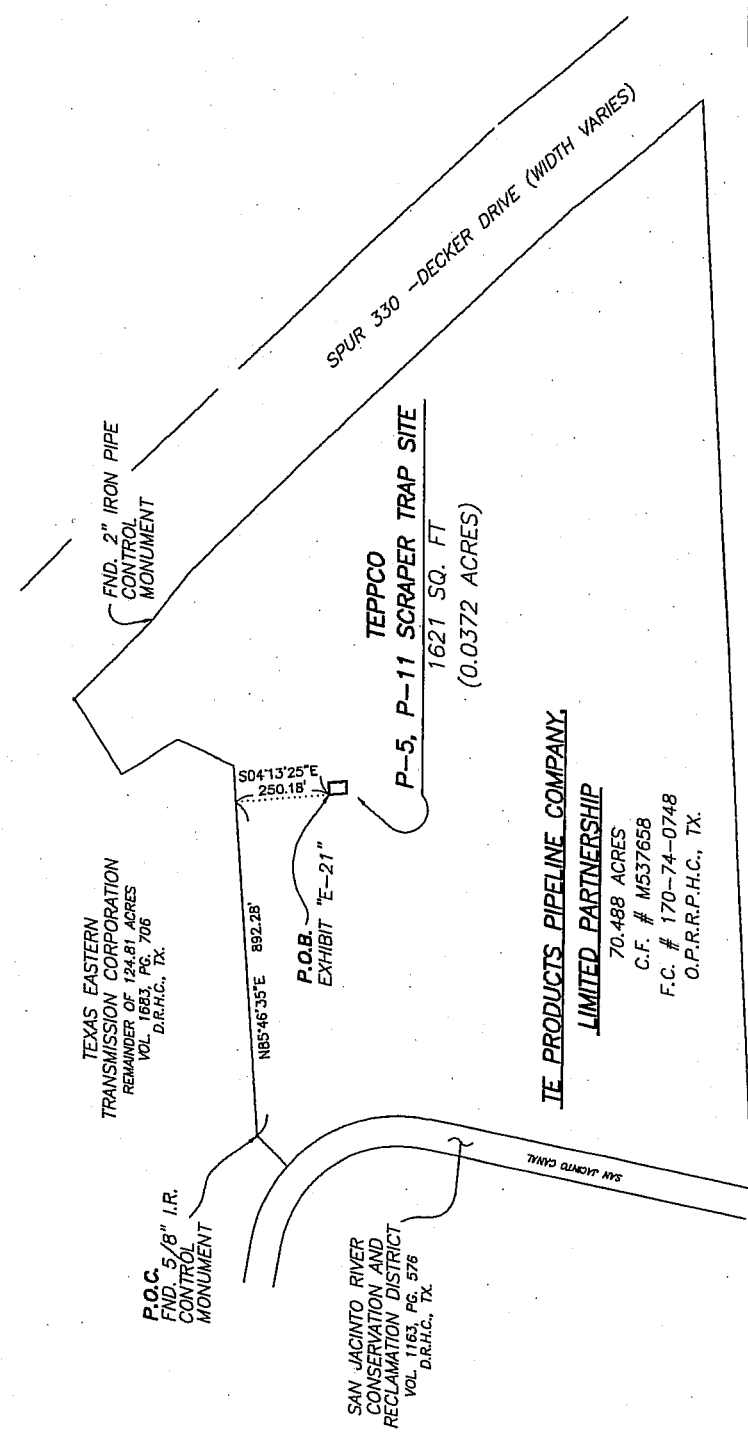 FND. 2" IRON PIPE
CONTROL
MONUMENT
SPUR 330 -DECKER DRIVE (WIDTH VARIES)
TEXAS EASTERN
TRANSMISSION CORPORATION
REMAINDER OF 124.81 ACRES
VOL. 1683, PG. 706
D.R.H.C., TX.
S04°13'25"E
250.18'
N85°46'35"E 892.28'
P.O.B.
EXHIBIT "E-21"
TEPPCO
P-5, P-11 SCRAPER TRAP SITE
1621 SQ. FT
(0.0372 ACRES)
P.O.C.
FND. 5/8" I.R.
CONTROL
MONUMENT
TE PRODUCTS PIPELINE COMPANY,
LIMITED PARTNERSHIP
70.488 ACRES
C.F. # M537658
F.C. # 170-74-0748
O.P.R.R.P.H.C., TX.
SAN JACINTO CANAL
SAN JACINTO RIVER
CONSERVATION AND
RECLAMATION DISTRICT
VOL. 1163, PG. 576
D.R.H.C., TX.